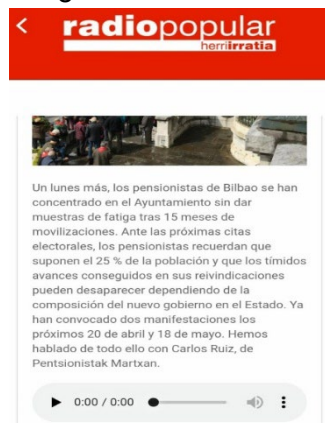 radiopopular
herriirratia
Un lunes más, los pensionistas de Bilbao se han
concentrado en el Ayuntamiento sin dar
muestras de fatiga tras 15 meses de
movilizaciones. Ante las próximas citas
electorales, los pensionistas recuerdan que
suponen el 25 % de la población y que los tímidos
avances conseguidos en sus reivindicaciones
pueden desaparecer dependiendo de la
composición del nuevo gobierno en el Estado. Ya
han convocado dos manifestaciones los
próximos 20 de abril y 18 de mayo. Hemos
hablado de todo ello con Carlos Ruiz, de
Pentsionistak Martxan.
0:00 / 0:00